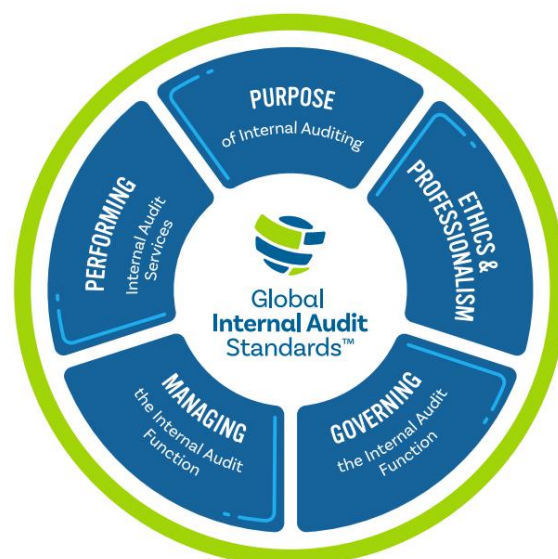 PURPOSE
of Internal Auditing
ETHICS &
PROFESSIONALISM
GOVERNING
the Internal Audit
Function
MANAGING
the Internal Audit
Function
PERFORMING
Internal Audit
Services
Global
Internal Audit
Standards™